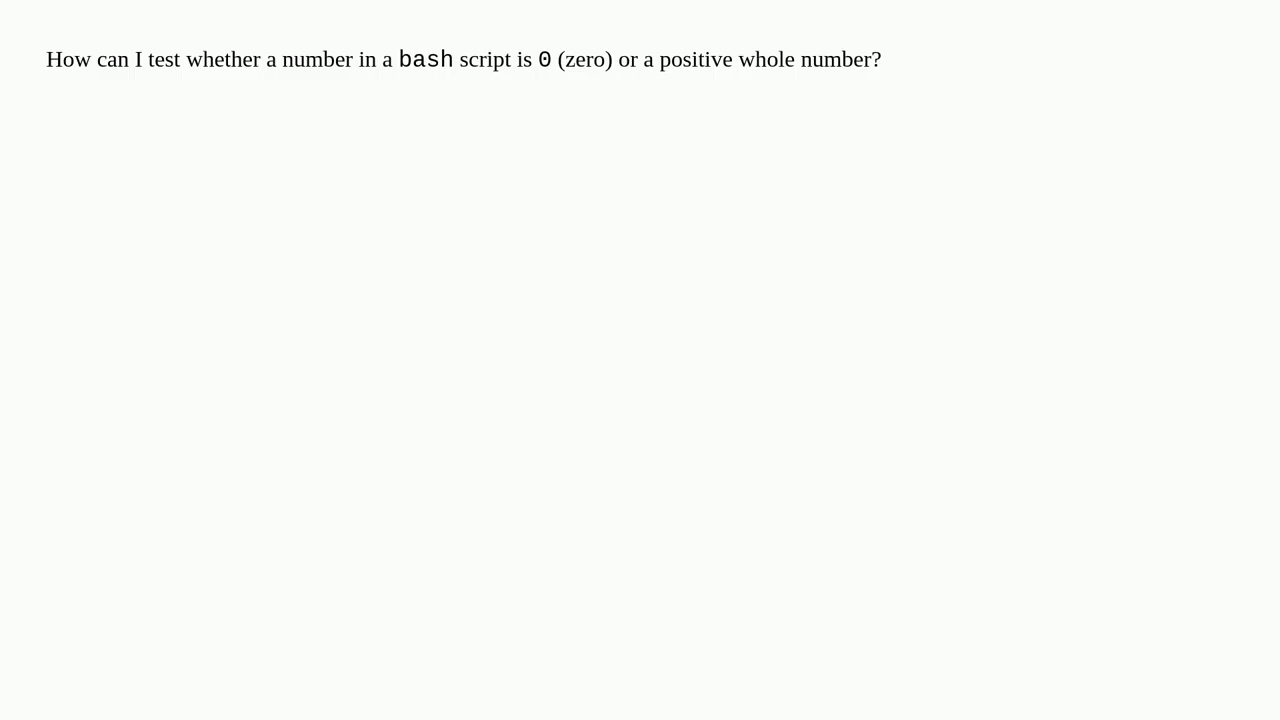 How can I test whether a number in a bash script is 0 (zero) or a positive whole number?